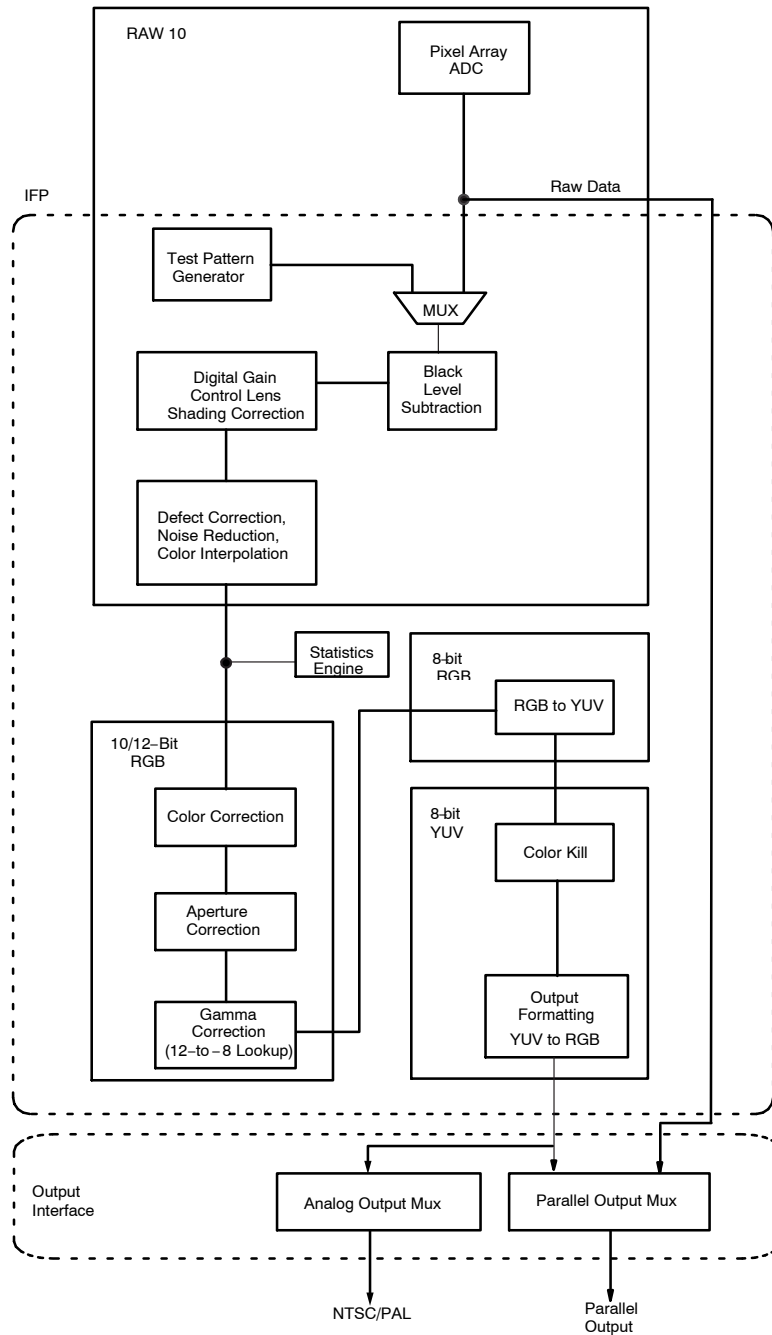 RAW 10
Pixel Array
ADC
IFP
Raw Data
Test Pattern
Generator
MUX
Digital Gain
Control Lens
Shading Correction
Black
Level
Subtraction
Defect Correction,
Noise Reduction,
Color Interpolation
Statistics
Engine
8-bit
RGB
RGB to YUV
10/12-Bit
RGB
Color Correction
8-bit
YUV
Color Kill
Aperture
Correction
Gamma
Correction
(12-to-8 Lookup)
Output
Formatting
YUV to RGB
Output
Interface
Analog Output Mux
Parallel Output Mux
NTSC/PAL
Parallel
Output